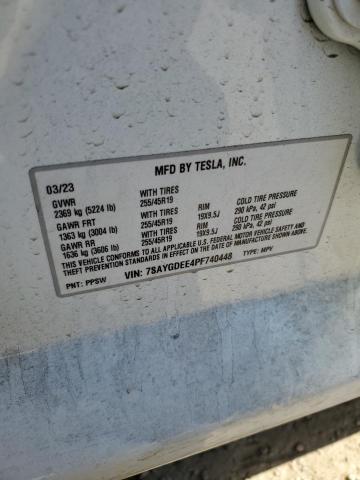 MFD BY TESLA, INC.
03/23
GVWR WITH TIRES RIM COLD TIRE PRESSURE
2369 kg (5224 lb) 255/45R19 19X9.5J 290 kPa, 42 psi
GAWR FRT WITH TIRES RIM COLD TIRE PRESSURE
1363 kg (3004 lb) 255/45R19 19X9.5J 290 kPa, 42 psi
GAWR RR
1636 kg (3606 lb) 255/45R19
THIS VEHICLE CONFORMS TO ALL APPLICABLE U.S. FEDERAL MOTOR VEHICLE SAFETY AND
THEFT PREVENTION STANDARDS IN EFFECT ON THE DATE OF MANUFACTURE SHOWN ABOVE.
VIN: 7SAYGDEE4PF740448 TYPE: MPV
PNT: PPSW